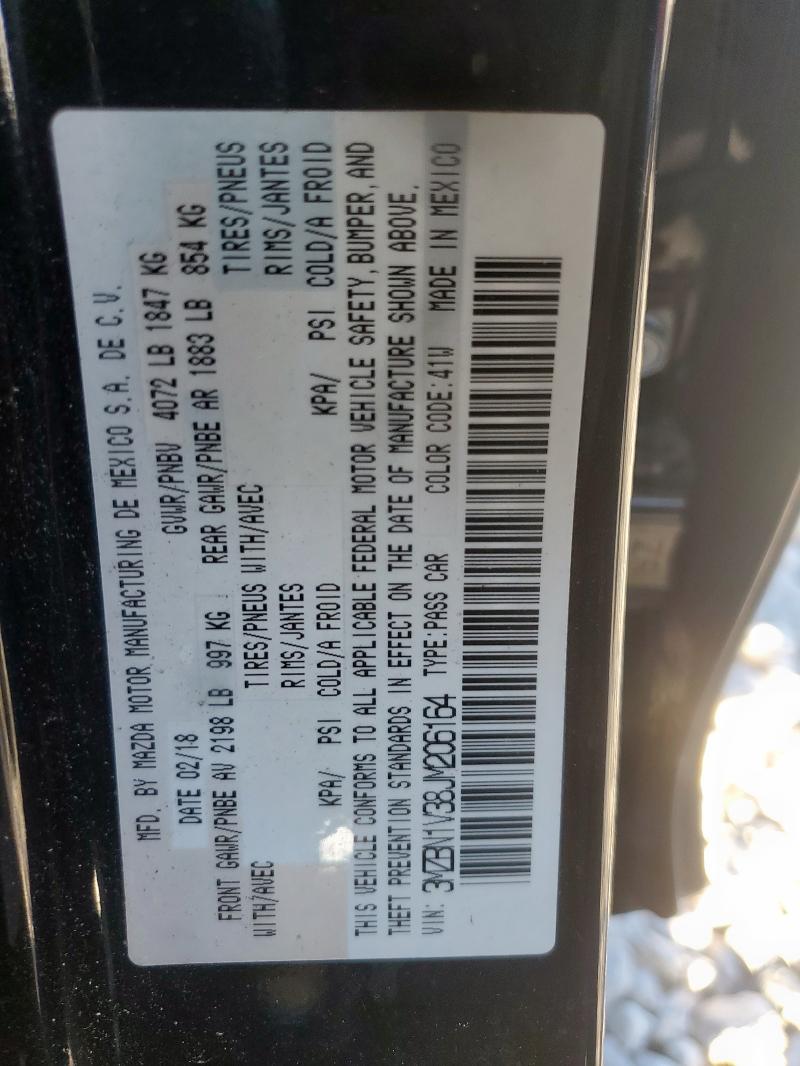 MFD. BY MAZDA MOTOR MANUFACTURING DE MEXICO S.A. DE C.V.
DATE 02/18 GVWR/PNBV 4072 LB 1847 KG
FRONT GAWR/PNBE AV 2198 LB 997 KG REAR GAWR/PNBE AR 1883 LB 854 KG
WITH/AVEC TIRES/PNEUS WITH/AVEC TIRES/PNEUS
RIMS/JANTES RIMS/JANTES
KPA/ PSI COLD/A FROID KPA/ PSI COLD/A FROID
THIS VEHICLE CONFORMS TO ALL APPLICABLE FEDERAL MOTOR VEHICLE SAFETY, BUMPER, AND
THEFT PREVENTION STANDARDS IN EFFECT ON THE DATE OF MANUFACTURE SHOWN ABOVE.
VIN: 3MZBN1V38JM206164 TYPE:PASS CAR COLOR CODE:41W MADE IN MEXICO